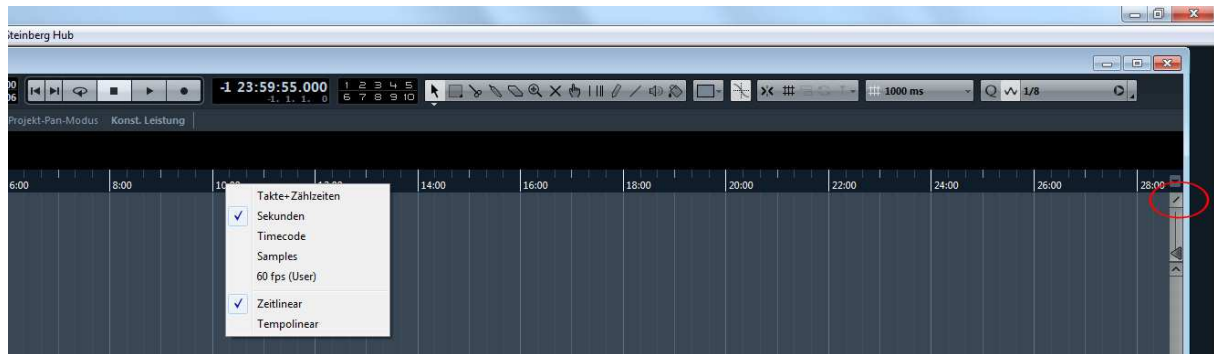 Steinberg Hub
-1 23:59:55.000 1 2 3 4 5
-1. 1. 1. 0 6 7 8 9 10
1000 ms Q 1/8
Projekt-Pan-Modus Konst. Leistung
6:00 8:00 14:00 16:00 18:00 20:00 22:00 24:00 26:00 28:00
Takte+Zählzeiten
Sekunden
Timecode
Samples
60 fps (User)
Zeitlinear
Tempolinear